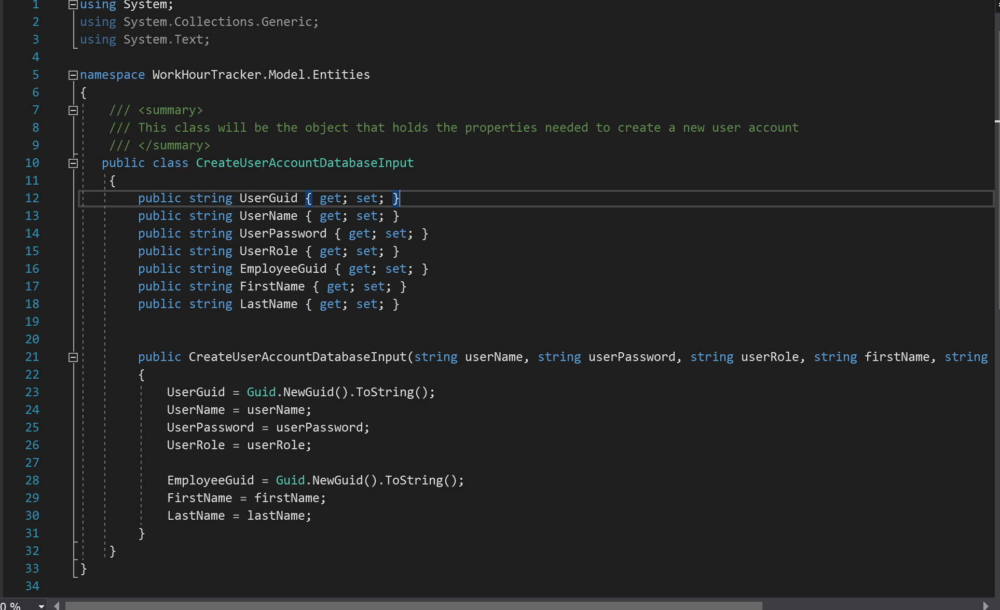 1 using System;
2 using System.Collections.Generic;
3 using System.Text;
4
5 namespace WorkHourTracker.Model.Entities
6 {
7 /// <summary>
8 /// This class will be the object that holds the properties needed to create a new user account
9 /// </summary>
10 public class CreateUserAccountDatabaseInput
11 {
12 public string UserGuid { get; set; }
13 public string UserName { get; set; }
14 public string UserPassword { get; set; }
15 public string UserRole { get; set; }
16 public string EmployeeGuid { get; set; }
17 public string FirstName { get; set; }
18 public string LastName { get; set; }
19
20
21 public CreateUserAccountDatabaseInput(string userName, string userPassword, string userRole, string firstName, string
22 {
23 UserGuid = Guid.NewGuid().ToString();
24 UserName = userName;
25 UserPassword = userPassword;
26 UserRole = userRole;
27
28 EmployeeGuid = Guid.NewGuid().ToString();
29 FirstName = firstName;
30 LastName = lastName;
31 }
32 }
33 }
34
0 %